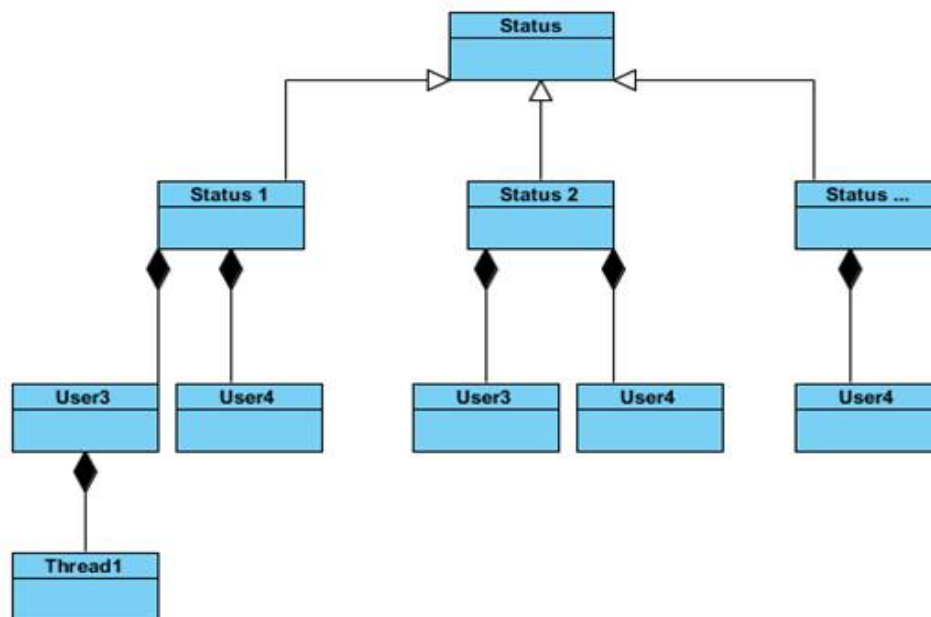 Status
Status 1
Status 2
Status ...
User3
User4
User3
User4
User4
Thread1